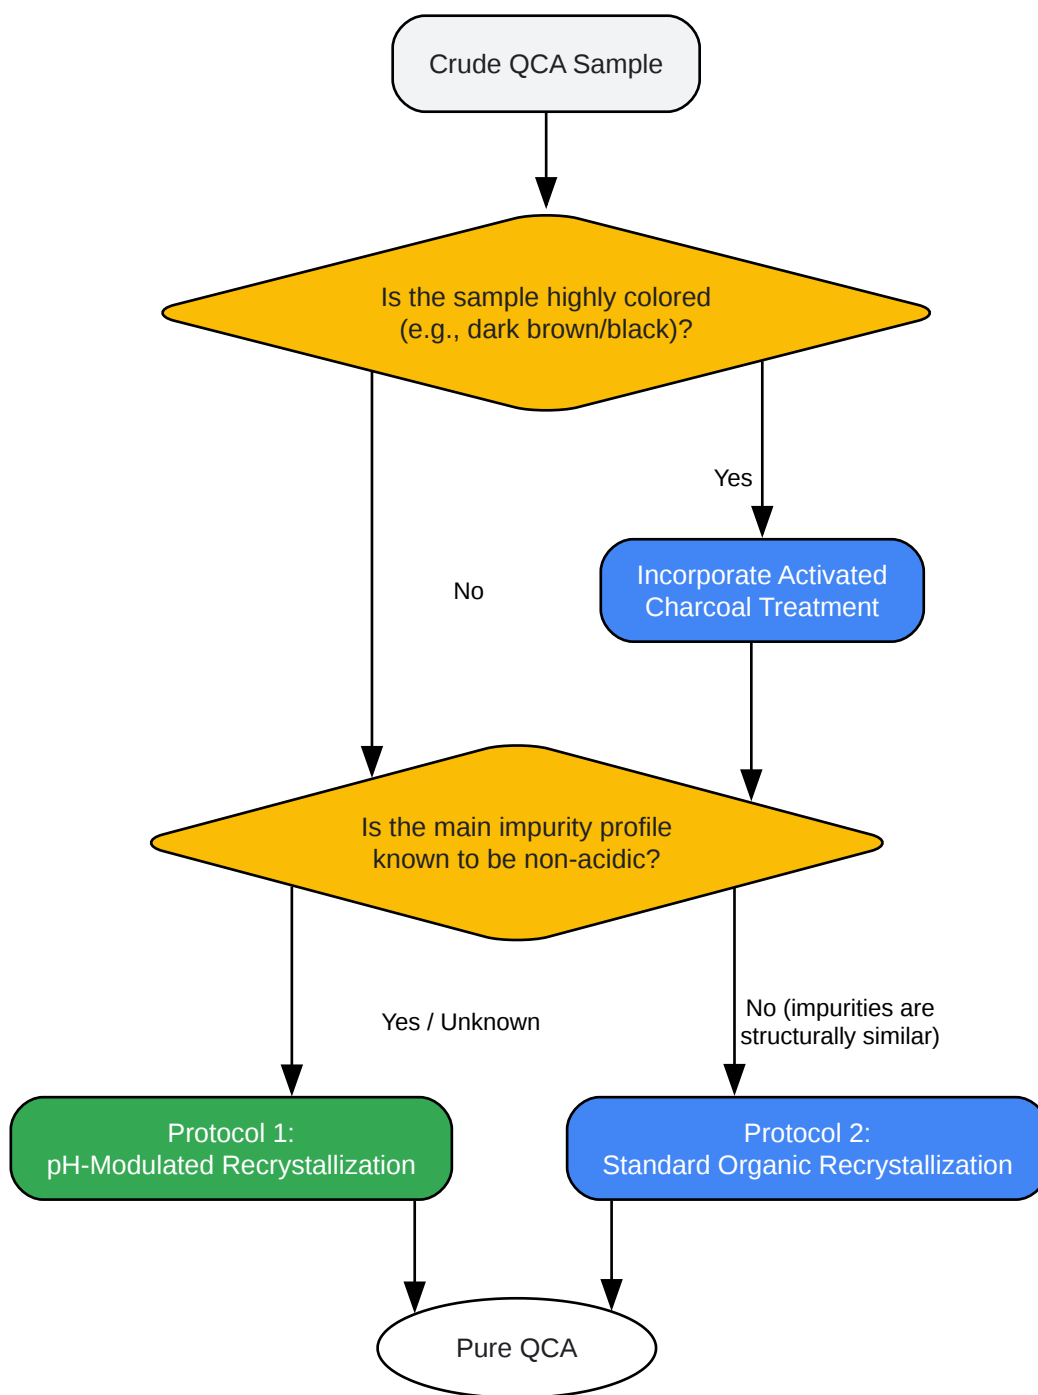 Crude QCA Sample
Is the sample highly colored
(e.g., dark brown/black)?
Yes
Incorporate Activated
Charcoal Treatment
No
Is the main impurity profile
known to be non-acidic?
Yes / Unknown
No (impurities are
structurally similar)
Protocol 1:
pH-Modulated Recrystallization
Protocol 2:
Standard Organic Recrystallization
Pure QCA